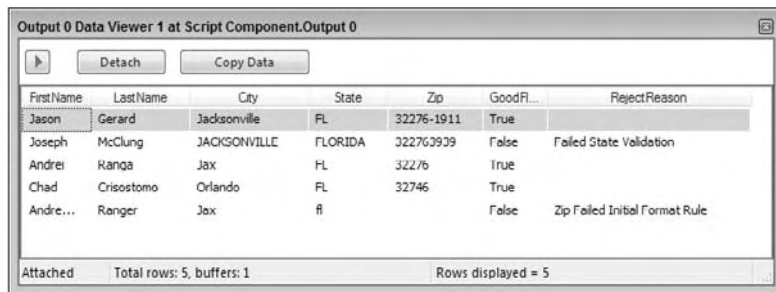 Output 0 Data Viewer 1 at Script Component.Output 0
Detach Copy Data
FirstName LastName City State Zip GoodFl... RejectReason
Jason Gerard Jacksonville FL 32276-1911 True
Joseph McClung JACKSONVILLE FLORIDA 322763939 False Failed State Validation
Andrei Ranga Jax FL 32276 True
Chad Crisostomo Orlando FL 32746 True
Andre... Ranger Jax fl False Zip Failed Initial Format Rule
Attached Total rows: 5, buffers: 1 Rows displayed = 5